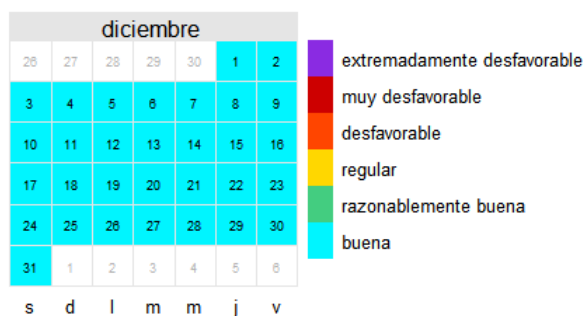 diciembre
26 27 28 29 30 1 2
3 4 5 6 7 8 9
10 11 12 13 14 15 16
17 18 19 20 21 22 23
24 25 26 27 28 29 30
31 1 2 3 4 5 6
s d l m m j v
extremadamente desfavorable
muy desfavorable
desfavorable
regular
razonablemente buena
buena